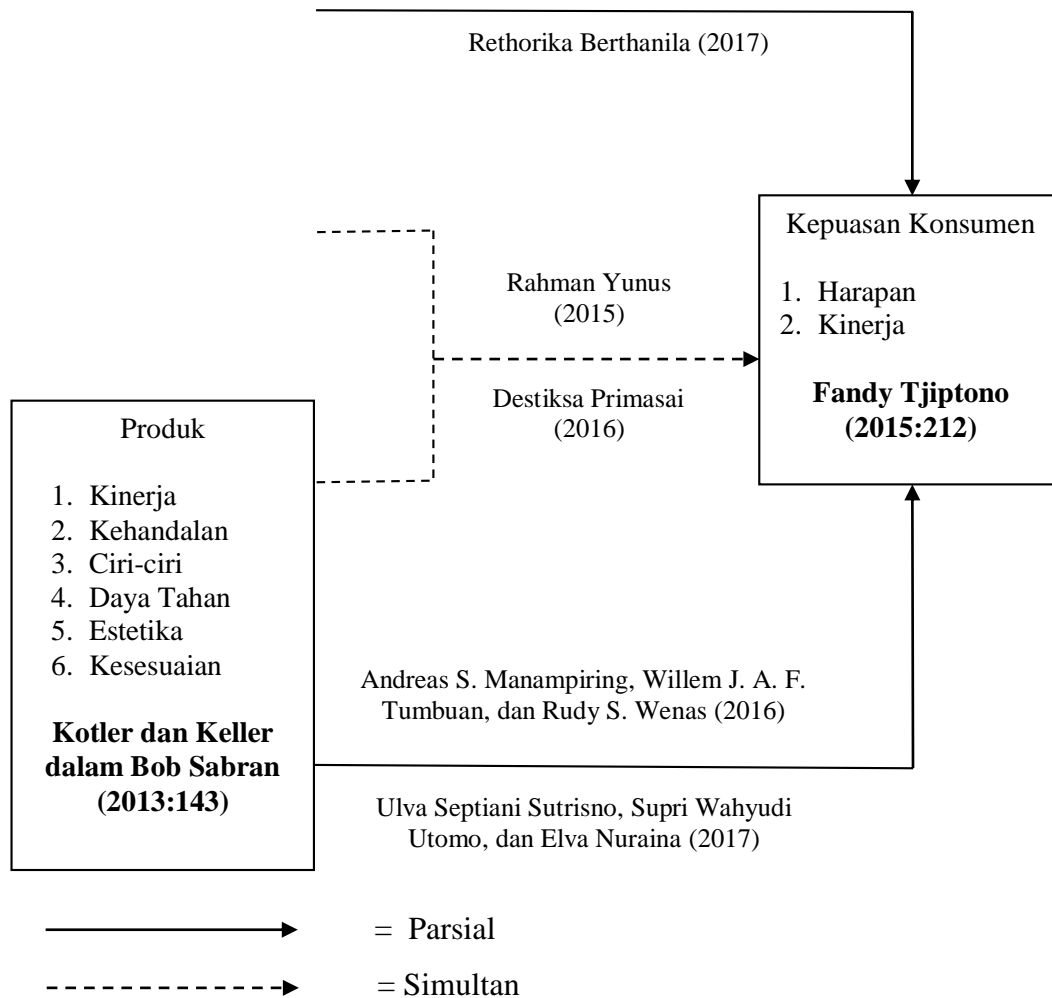 Rethorika Berthanila (2017)
Kepuasan Konsumen
1. Harapan
2. Kinerja
Fandy Tjiptono
(2015:212)
Rahman Yunus
(2015)
Destiksa Primasai
(2016)
Produk
1. Kinerja
2. Kehandalan
3. Ciri-ciri
4. Daya Tahan
5. Estetika
6. Kesesuaian
Kotler dan Keller
dalam Bob Sabran
(2013:143)
Andreas S. Manampiring, Willem J. A. F.
Tumbuan, dan Rudy S. Wenas (2016)
Ulva Septiani Sutrisno, Supri Wahyudi
Utomo, dan Elva Nuraina (2017)
= Parsial
= Simultan